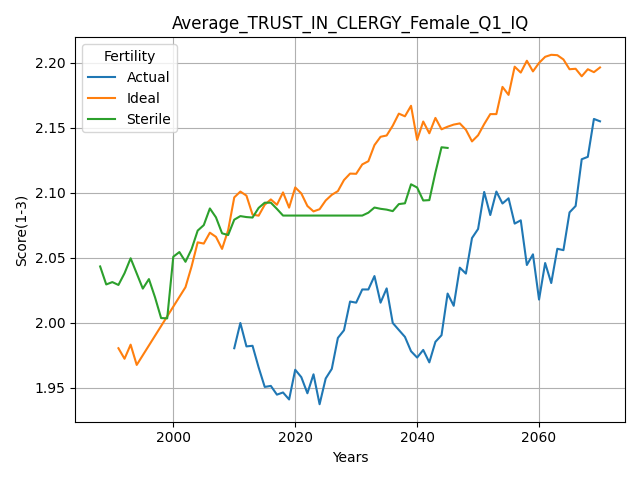 Average_TRUST_IN_CLERGY_Female_Q1_IQ
Fertility
Actual
Ideal
Sterile
Score(1-3)
2.20
2.15
2.10
2.05
2.00
1.95
2000
2020
2040
2060
Years